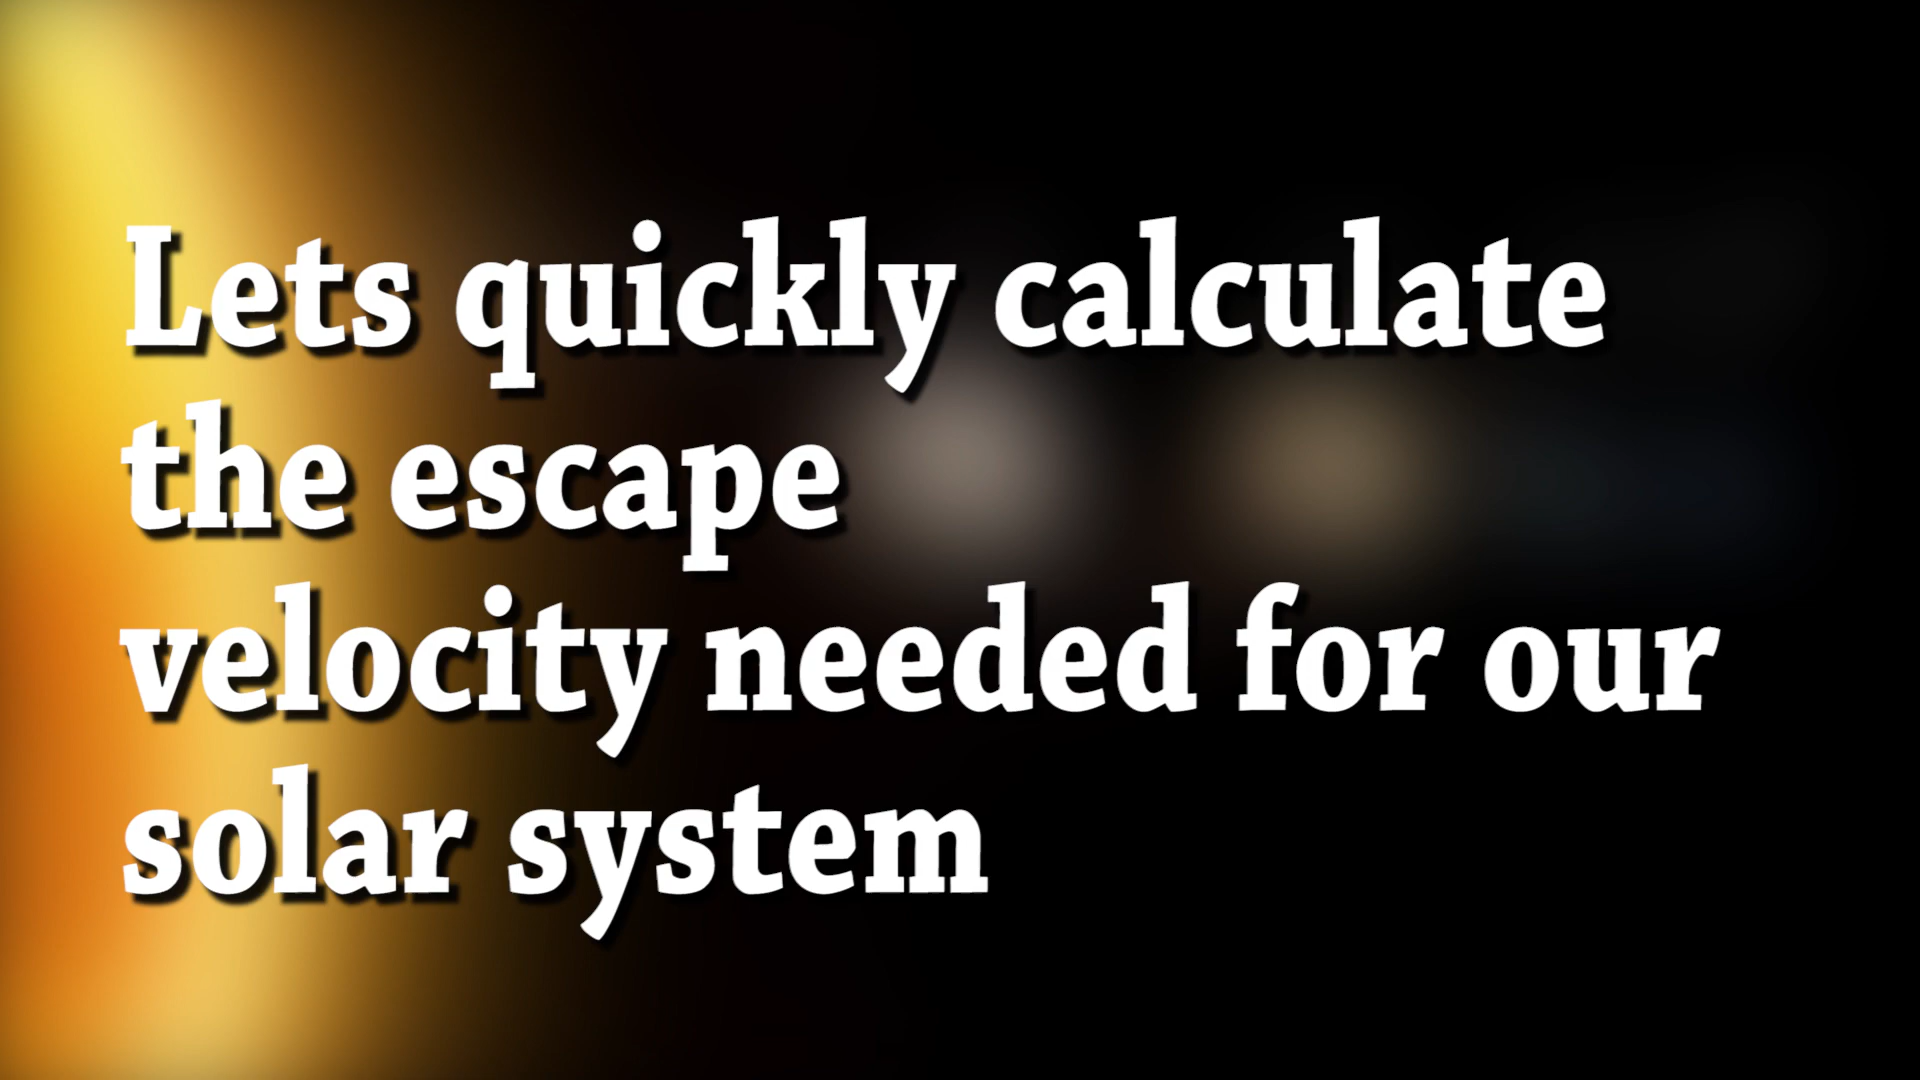 Lets quickly calculate
the escape
velocity needed for our
solar system